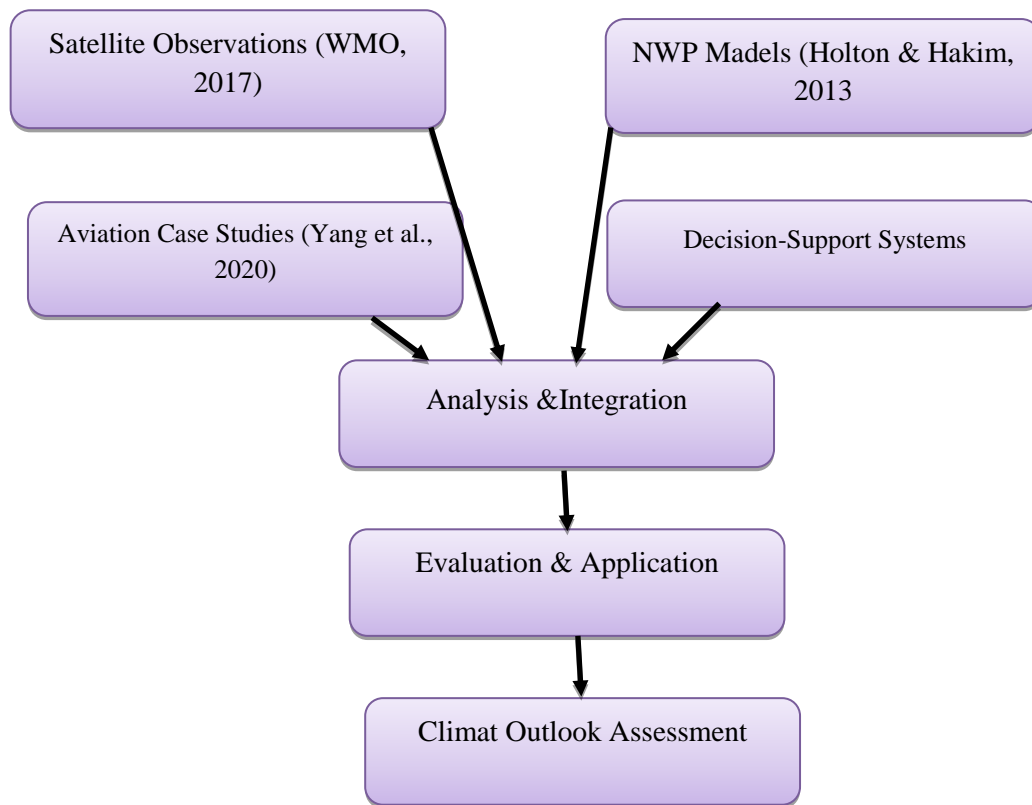 Satellite Observations (WMO,
2017)
NWP Madels (Holton & Hakim,
2013
Aviation Case Studies (Yang et al.,
2020)
Decision-Support Systems
Analysis &Integration
Evaluation & Application
Climat Outlook Assessment